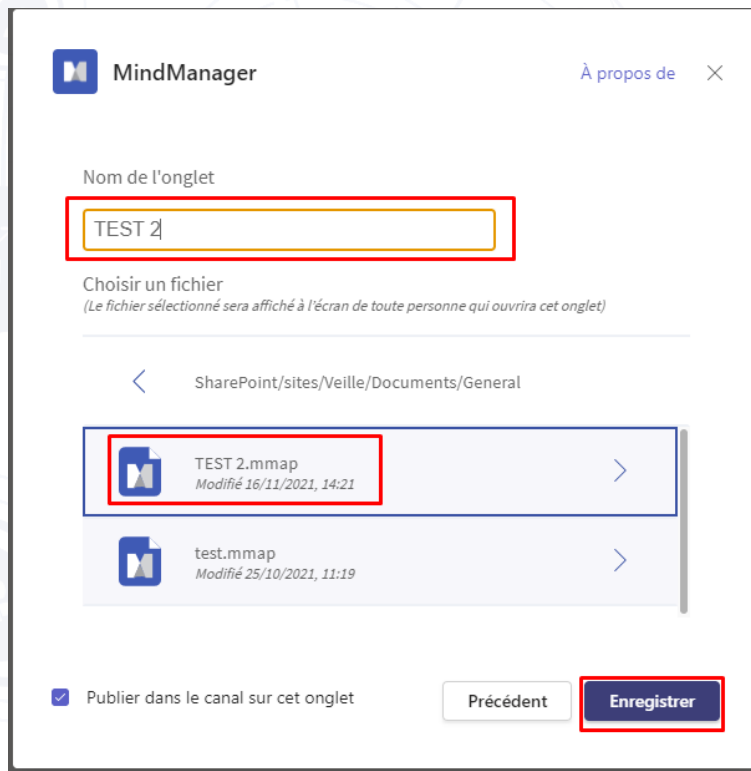 MindManager
À propos de
Nom de l'onglet
TEST 2
Choisir un fichier
(Le fichier sélectionné sera affiché à l'écran de toute personne qui ouvrira cet onglet)
SharePoint/sites/Veille/Documents/General
TEST 2.mmap
Modifié 16/11/2021, 14:21
test.mmap
Modifié 25/10/2021, 11:19
Publier dans le canal sur cet onglet
Précédent
Enregistrer